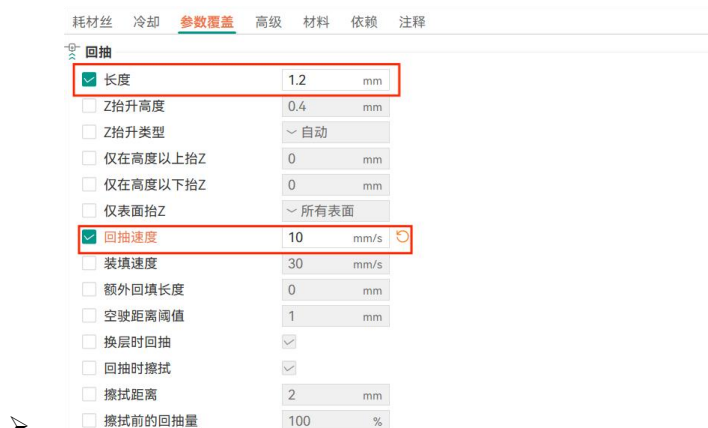 耗材丝 冷却 参数覆盖 高级 材料 依赖 注释
回抽
长度 1.2 mm
Z抬升高度 0.4 mm
Z抬升类型 自动
仅在高度以上抬Z 0 mm
仅在高度以下抬Z 0 mm
仅表面抬Z 所有表面
回抽速度 10 mm/s
装填速度 30 mm/s
额外回填长度 0 mm
空驶距离阈值 1 mm
换层时回抽
回抽时擦拭
擦拭距离 2 mm
擦拭前的回抽量 100 %